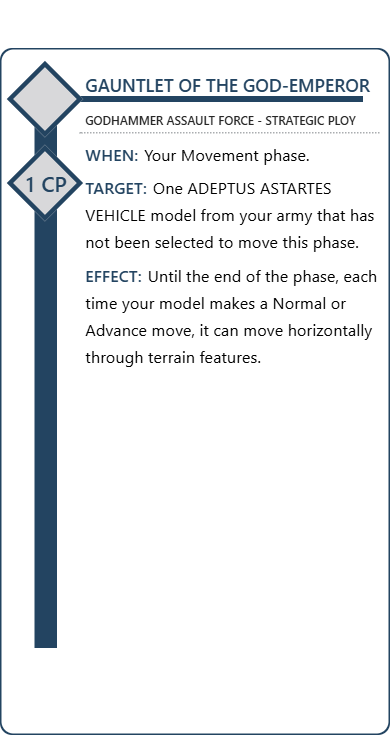 GAUNTLET OF THE GOD-EMPEROR
GODHAMMER ASSAULT FORCE - STRATEGIC PLOY
WHEN: Your Movement phase.
1 CP
TARGET: One ADEPTUS ASTARTES
VEHICLE model from your army that has
not been selected to move this phase.
EFFECT: Until the end of the phase, each
time your model makes a Normal or
Advance move, it can move horizontally
through terrain features.